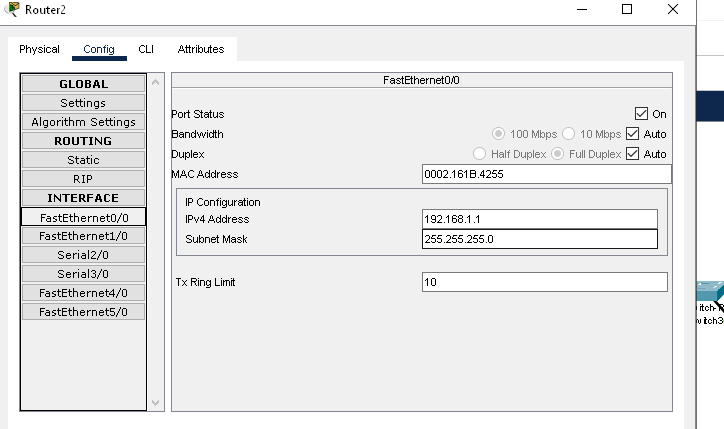 Router2
Physical Config CLI Attributes
GLOBAL
Settings
Algorithm Settings
ROUTING
Static
RIP
INTERFACE
FastEthernet0/0
FastEthernet1/0
Serial2/0
Serial3/0
FastEthernet4/0
FastEthernet5/0
FastEthernet0/0
Port Status On
Bandwidth 100 Mbps 10 Mbps Auto
Duplex Half Duplex Full Duplex Auto
MAC Address 0002.161B.4255
IP Configuration
IPv4 Address 192.168.1.1
Subnet Mask 255.255.255.0
Tx Ring Limit 10